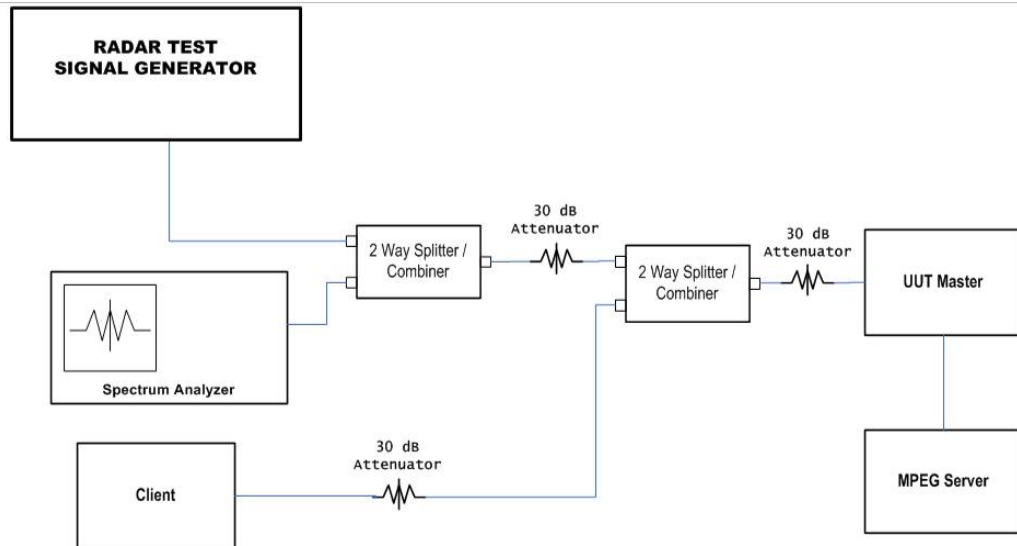 RADAR TEST
SIGNAL GENERATOR
30 dB
Attenuator
30 dB
Attenuator
2 Way Splitter /
Combiner
2 Way Splitter /
Combiner
UUT Master
Spectrum Analyzer
30 dB
Attenuator
Client
MPEG Server